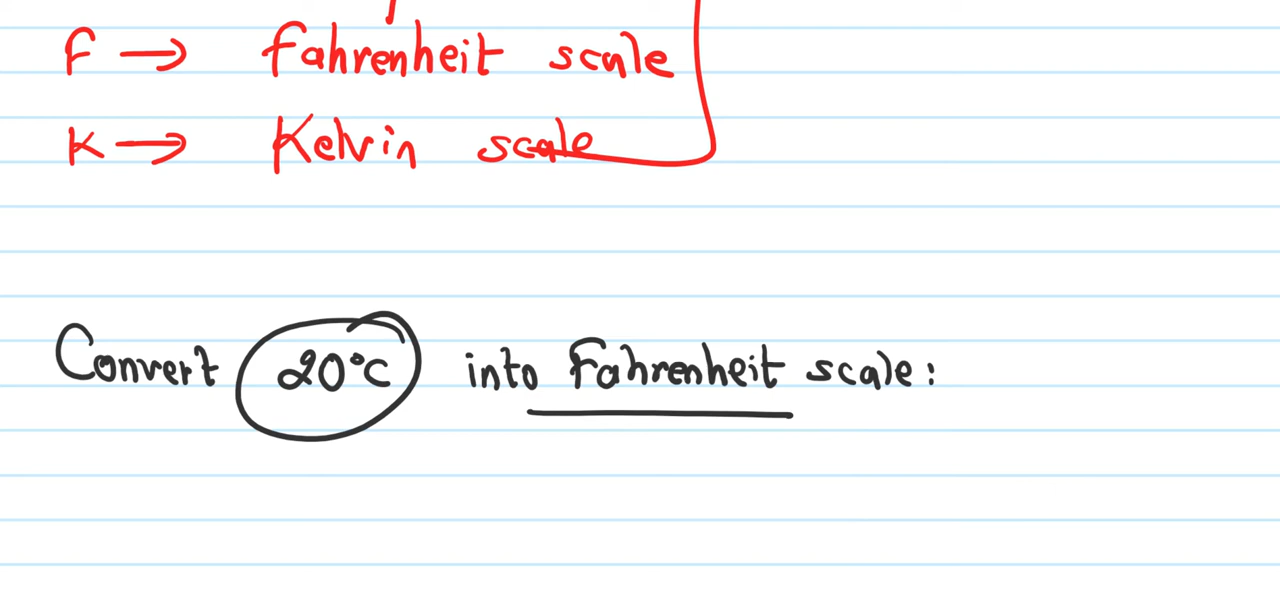 F → Fahrenheit scale
K → Kelvin scale
Convert 20°C into Fahrenheit scale: